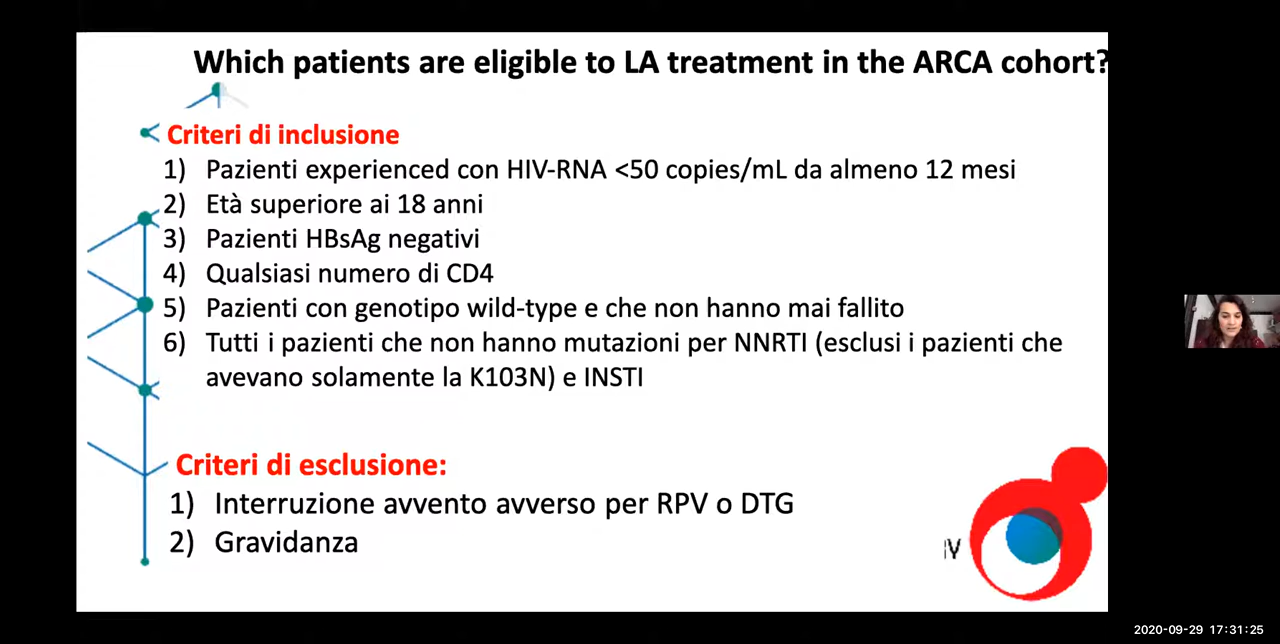 Which patients are eligible to LA treatment in the ARCA cohort?
Criteri di inclusione
1) Pazienti experienced con HIV-RNA <50 copies/mL da almeno 12 mesi
2) Età superiore ai 18 anni
3) Pazienti HBsAg negativi
4) Qualsiasi numero di CD4
5) Pazienti con genotipo wild-type e che non hanno mai fallito
6) Tutti i pazienti che non hanno mutazioni per NNRTI (esclusi i pazienti che
avevano solamente la K103N) e INSTI
Criteri di esclusione:
1) Interruzione avvento avverso per RPV o DTG
2) Gravidanza
2020-09-29 17:31:25